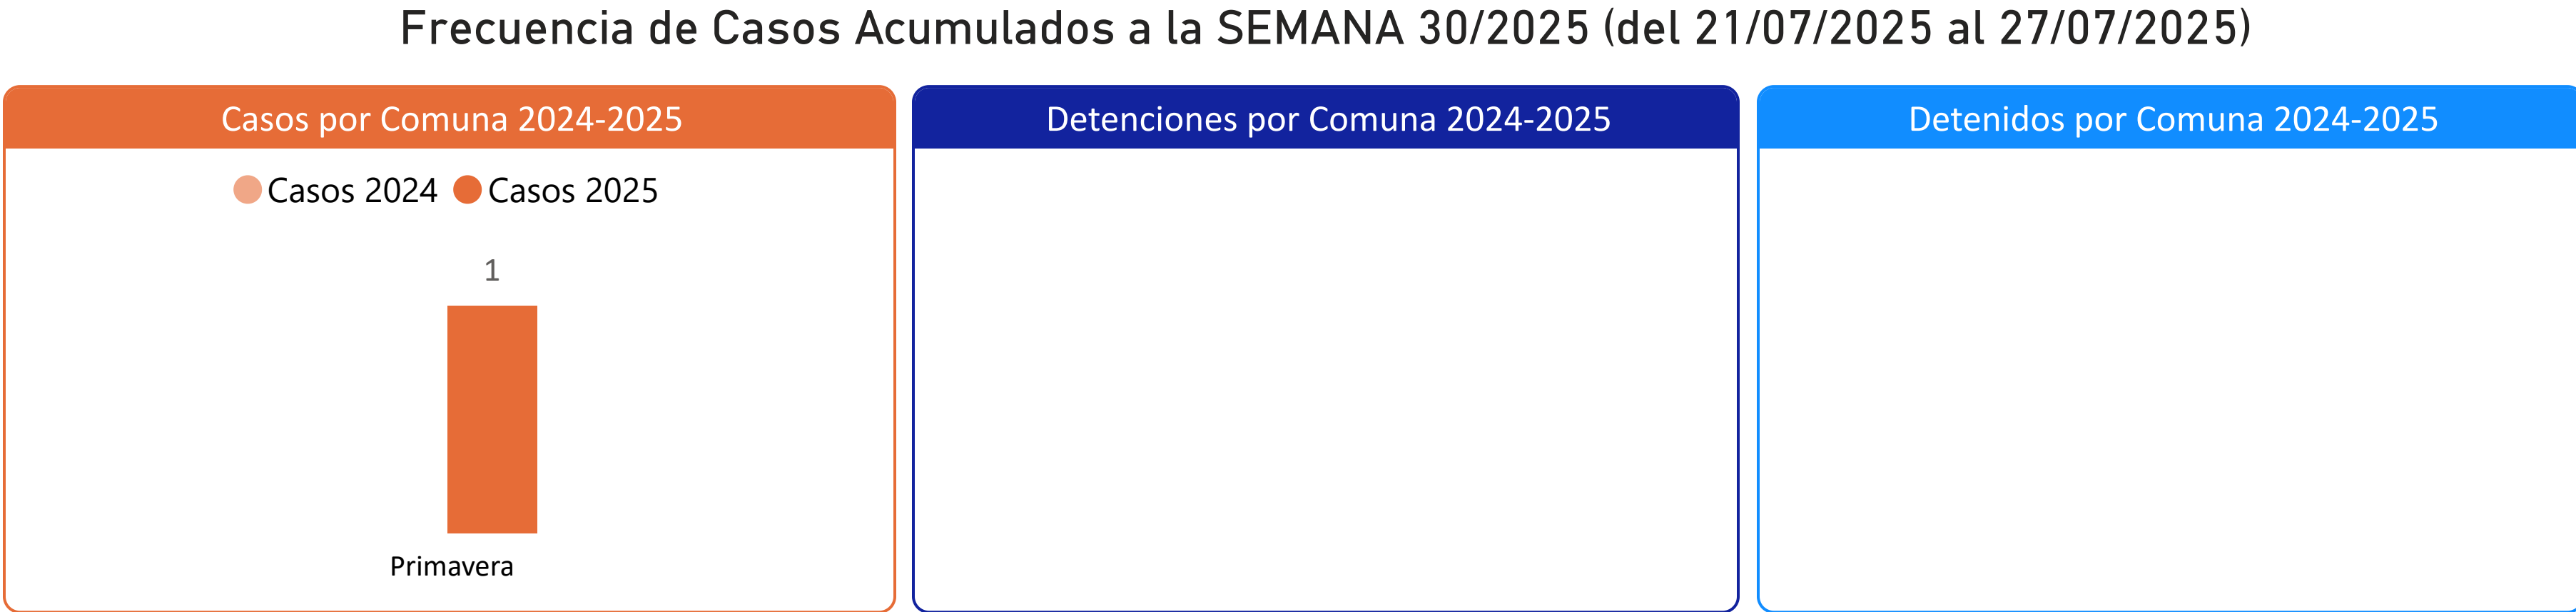 Frecuencia de Casos Acumulados a la SEMANA 30/2025 (del 21/07/2025 al 27/07/2025)
Casos por Comuna 2024-2025
Casos 2024 Casos 2025
1
Primavera
Detenciones por Comuna 2024-2025
Detenidos por Comuna 2024-2025